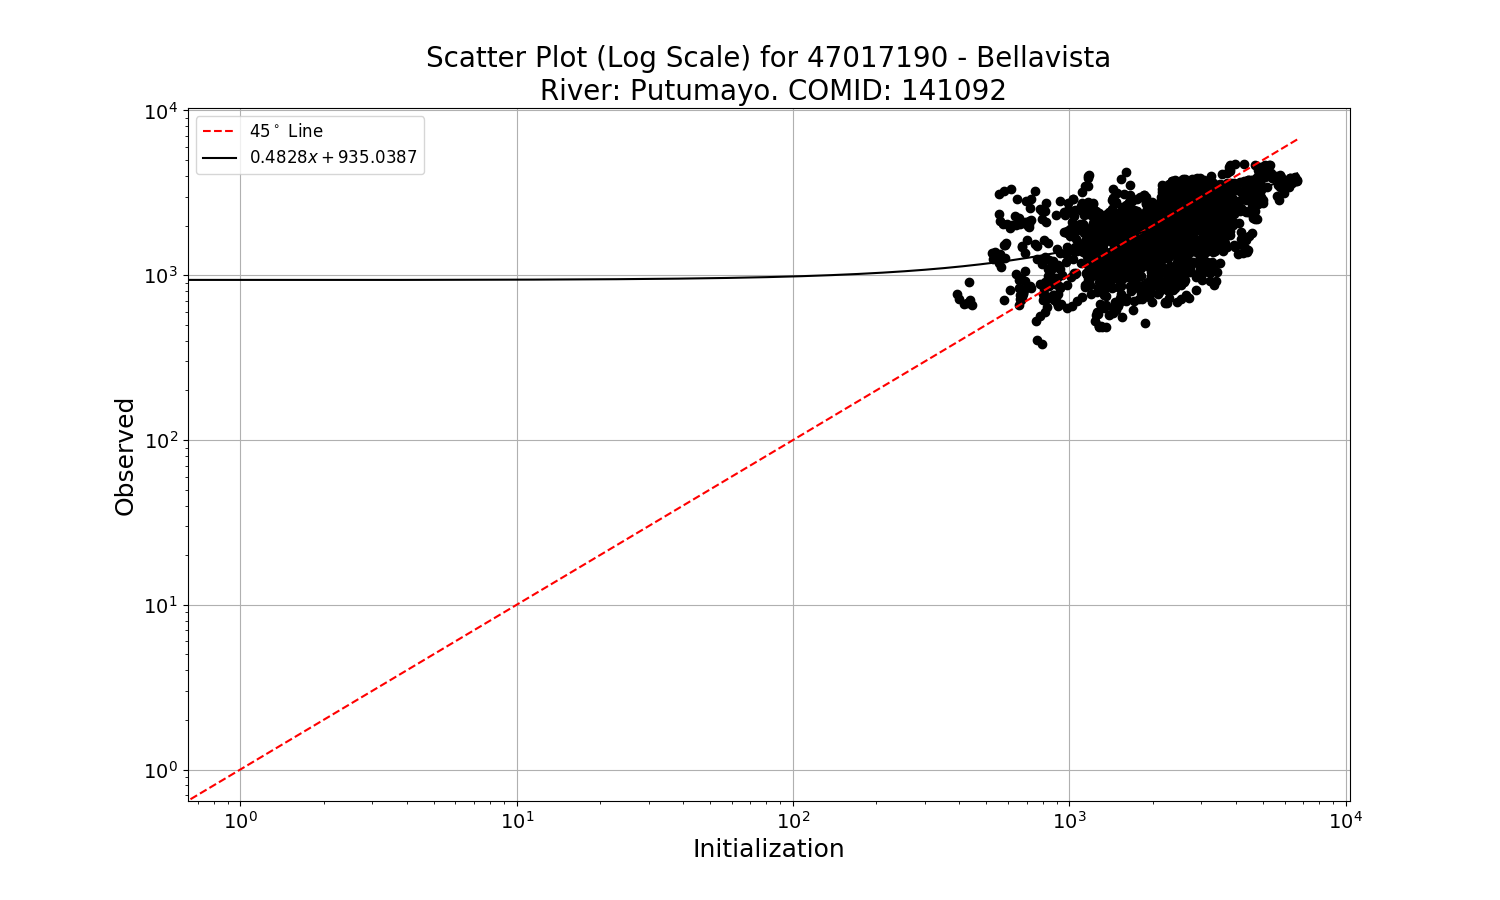 Scatter Plot (Log Scale) for 47017190 - Bellavista
River: Putumayo. COMID: 141092
45° Line
0.4828x + 935.0387
10⁴
10³
10²
10¹
10⁰
Observed
10⁰ 10¹ 10² 10³ 10⁴
Initialization